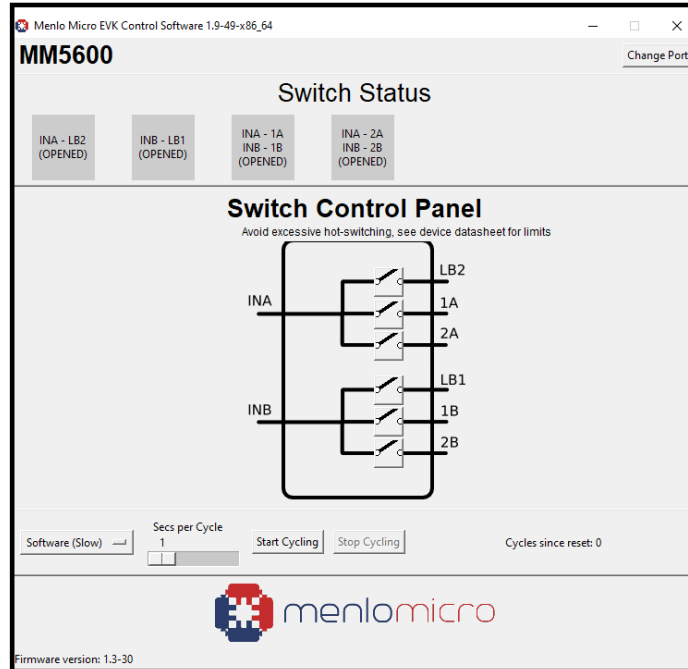 Menlo Micro EVK Control Software 1.9-49-x86_64
MM5600
Change Port
Switch Status
INA - LB2
(OPENED)
INB - LB1
(OPENED)
INA - 1A
INB - 1B
(OPENED)
INA - 2A
INB - 2B
(OPENED)
Switch Control Panel
Avoid excessive hot-switching, see device datasheet for limits
LB2
INA
1A
2A
LB1
INB
1B
2B
Software (Slow)
Secs per Cycle
1
Start Cycling
Stop Cycling
Cycles since reset: 0
menlomicro
Firmware version: 1.3-30